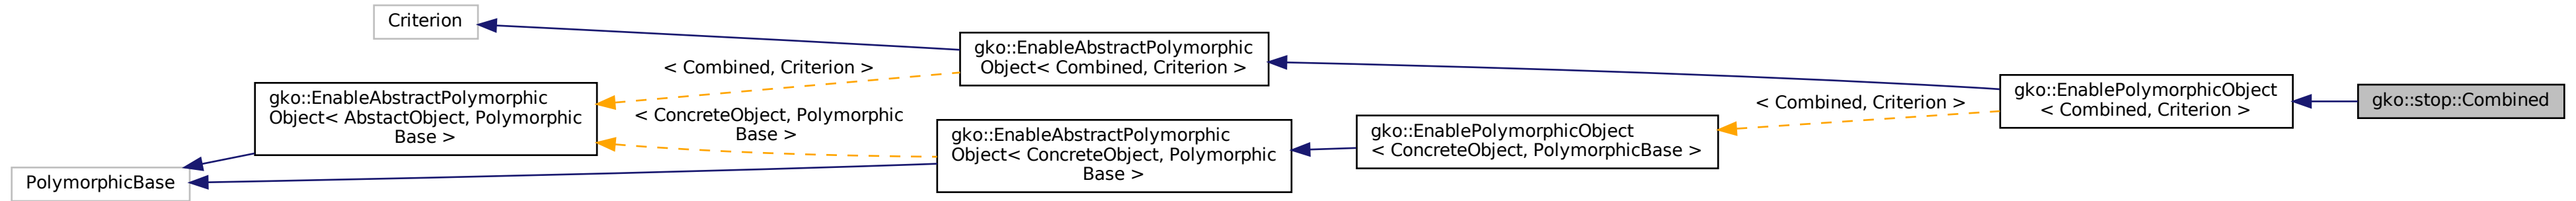 Criterion
gko::EnableAbstractPolymorphic
Object< Combined, Criterion >
< Combined, Criterion >
gko::EnableAbstractPolymorphic
Object< AbstactObject, Polymorphic
Base >
< ConcreteObject, Polymorphic
Base >
gko::EnableAbstractPolymorphic
Object< ConcreteObject, Polymorphic
Base >
PolymorphicBase
gko::EnablePolymorphicObject
< ConcreteObject, PolymorphicBase >
< Combined, Criterion >
gko::EnablePolymorphicObject
< Combined, Criterion >
gko::stop::Combined